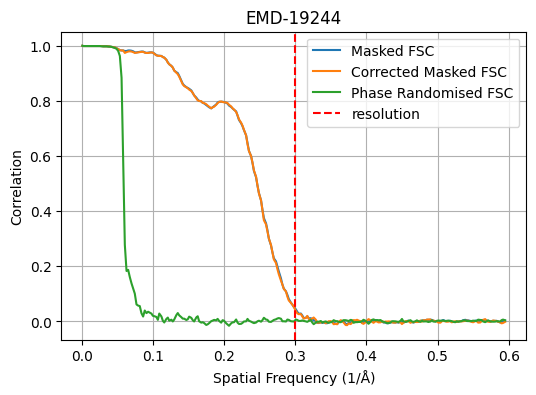 EMD-19244
Masked FSC
Corrected Masked FSC
Phase Randomised FSC
resolution
Correlation
1.0
0.8
0.6
0.4
0.2
0.0
0.0 0.1 0.2 0.3 0.4 0.5 0.6
Spatial Frequency (1/Å)